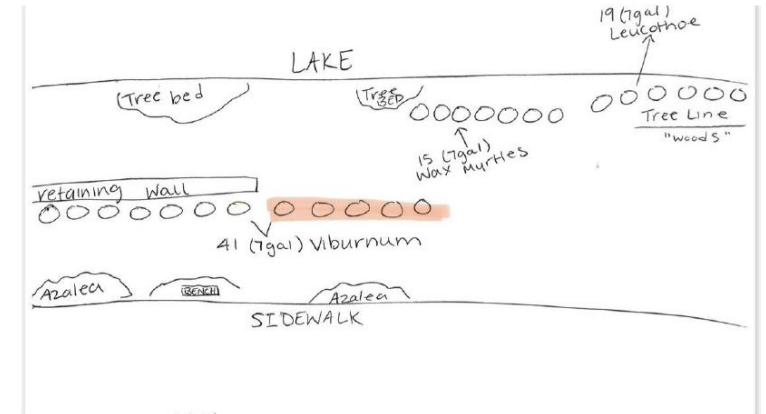 19 (7gal)
Leucothoe
LAKE
Tree bed
Tree
BED
Tree Line
"woods"
15 (7gal)
Wax Myrtles
retaining wall
41 (7gal) Viburnum
Azalea
BENCH
Azalea
SIDEWALK